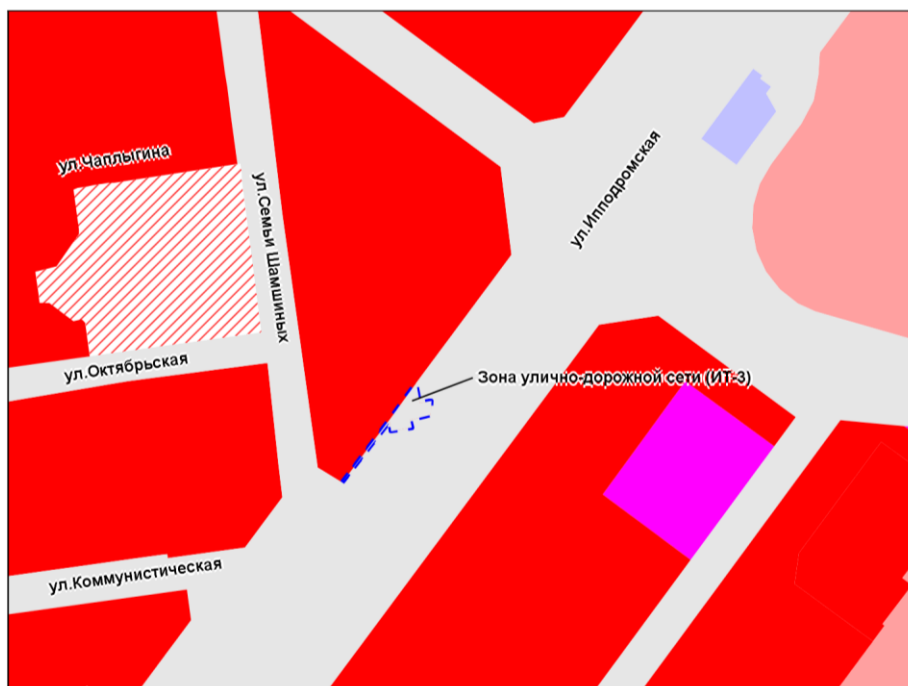 ул.Чаплыгина
ул.Семьи Шамшиных
ул.Ипподромская
ул.Октябрьская
Зона улично-дорожной сети (ИТ-3)
ул.Коммунистическая